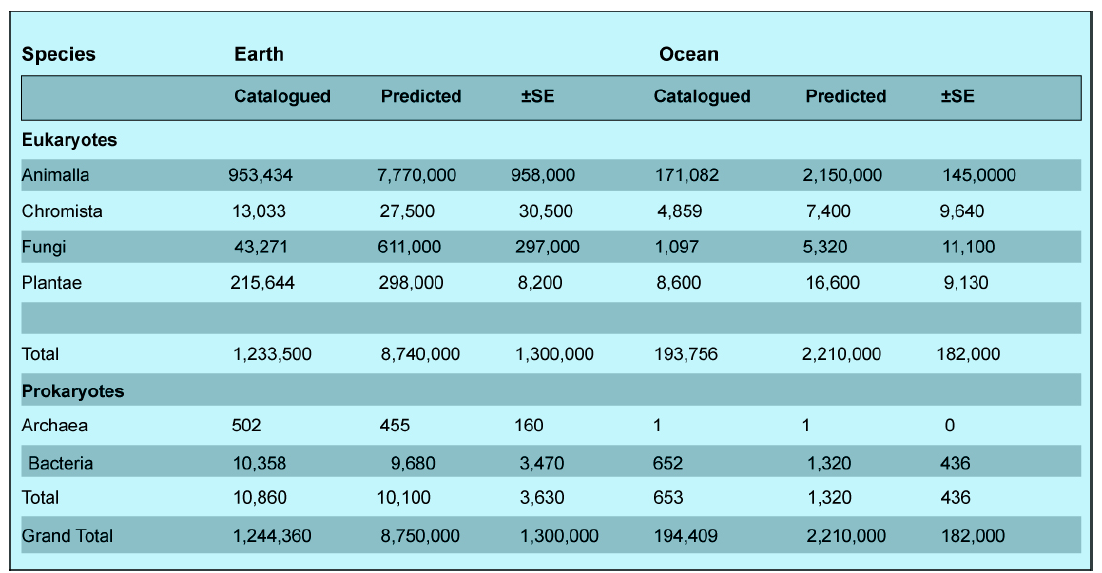 Species Earth Ocean
Catalogued Predicted ±SE Catalogued Predicted ±SE
Eukaryotes
Animalla 953,434 7,770,000 958,000 171,082 2,150,000 145,0000
Chromista 13,033 27,500 30,500 4,859 7,400 9,640
Fungi 43,271 611,000 297,000 1,097 5,320 11,100
Plantae 215,644 298,000 8,200 8,600 16,600 9,130
Total 1,233,500 8,740,000 1,300,000 193,756 2,210,000 182,000
Prokaryotes
Archaea 502 455 160 1 1 0
Bacteria 10,358 9,680 3,470 652 1,320 436
Total 10,860 10,100 3,630 653 1,320 436
Grand Total 1,244,360 8,750,000 1,300,000 194,409 2,210,000 182,000